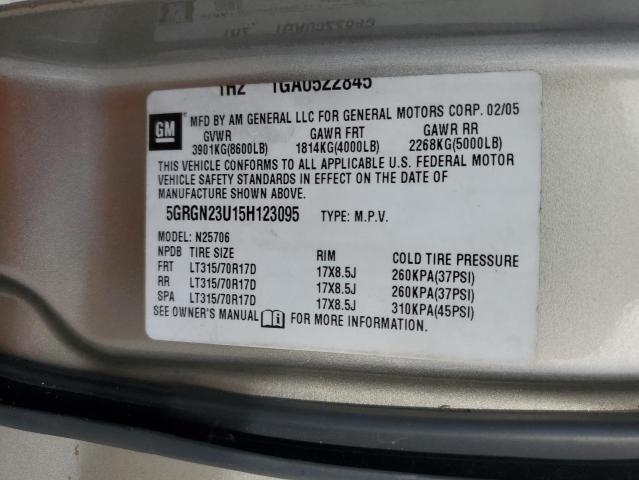 1H2 1GA0522845
MFD BY AM GENERAL LLC FOR GENERAL MOTORS CORP. 02/05
GM
GVWR GAWR FRT GAWR RR
3901KG(8600LB) 1814KG(4000LB) 2268KG(5000LB)
THIS VEHICLE CONFORMS TO ALL APPLICABLE U.S. FEDERAL MOTOR
VEHICLE SAFETY STANDARDS IN EFFECT ON THE DATE OF
MANUFACTURE SHOWN ABOVE.
5GRGN23U15H123095 TYPE: M.P.V.
MODEL: N25706
NPDB TIRE SIZE RIM COLD TIRE PRESSURE
FRT LT315/70R17D 17X8.5J 260KPA(37PSI)
RR LT315/70R17D 17X8.5J 260KPA(37PSI)
SPA LT315/70R17D 17X8.5J 310KPA(45PSI)
SEE OWNER'S MANUAL FOR MORE INFORMATION.